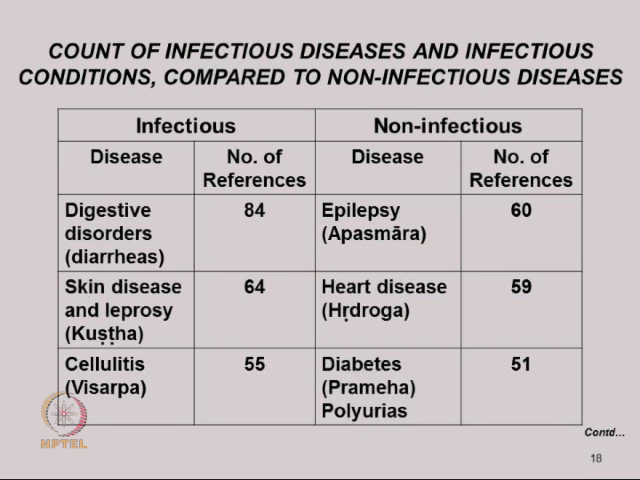 COUNT OF INFECTIOUS DISEASES AND INFECTIOUS
CONDITIONS, COMPARED TO NON-INFECTIOUS DISEASES
Infectious Non-infectious
Disease No. of References Disease No. of References
Digestive disorders (diarrheas) 84 Epilepsy (Apasmāra) 60
Skin disease and leprosy (Kuṣṭha) 64 Heart disease (Hṛdroga) 59
Cellulitis (Visarpa) 55 Diabetes (Prameha) Polyurias 51
NPTEL
Contd…
18